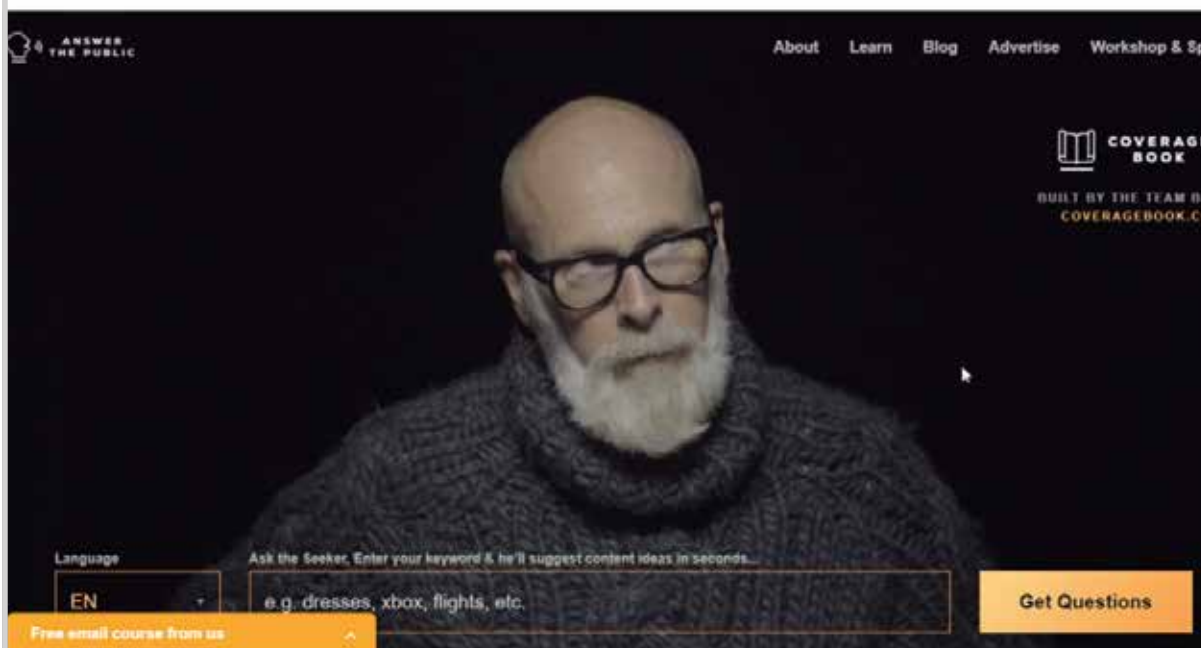 ANSWER
THE PUBLIC
About Learn Blog Advertise Workshop &
COVERAGE
BOOK
BUILT BY THE TEAM
COVERAGEBOOK.C
Language
Ask the Seeker, Enter your keyword & he'll suggest content ideas in seconds...
EN
e.g. dresses, xbox, flights, etc.
Get Questions
Free email course from us